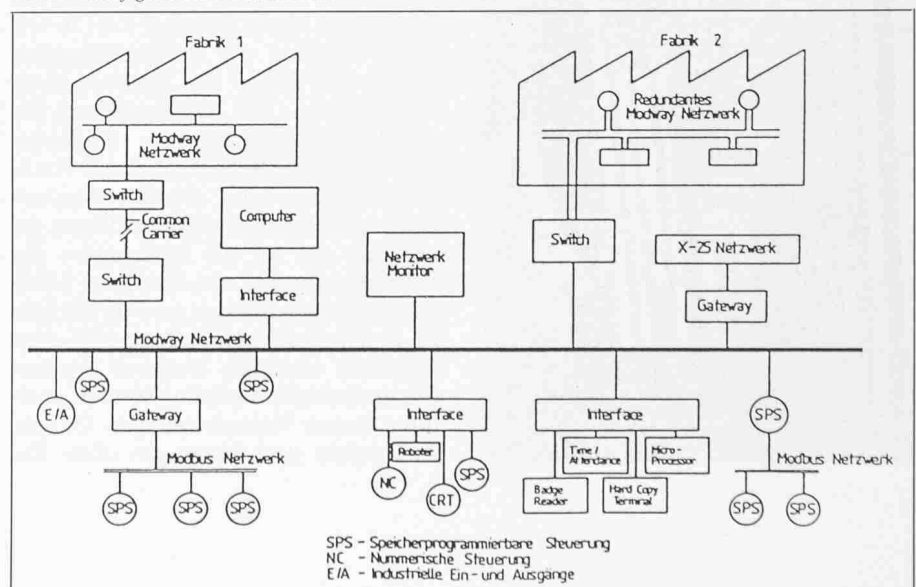 Fabrik 1
Fabrik 2
Modway
Netzwerk
Redundantes
Modway Netzwerk
Switch
Common
Carrier
Switch
Computer
Interface
Netzwerk
Monitor
Switch
X-25 Netzwerk
Gateway
Modway Netzwerk
E/A
SPS
SPS
Gateway
Modbus Netzwerk
SPS
SPS
SPS
Interface
NC
Roboter
CRT
SPS
Interface
Time/
Attendance
Micro-
Processor
Badge
Reader
Hard Copy
Terminal
SPS
Modbus Netzwerk
SPS
SPS
SPS - Speicherprogrammierbare Steuerung
NC - Nummerische Steuerung
E/A - Industrielle Ein- und Ausgänge